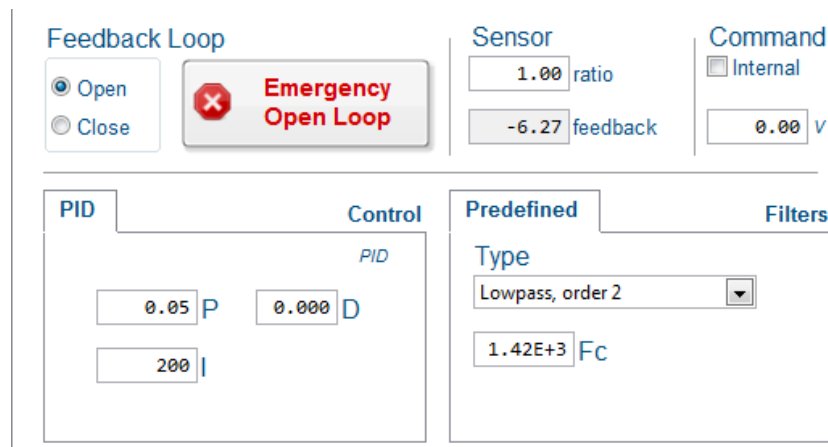 Feedback Loop
Open
Close
Emergency
Open Loop
Sensor
1.00 ratio
-6.27 feedback
Command
Internal
0.00 V
PID
Control
PID
0.05 P
0.000 D
200 I
Predefined
Filters
Type
Lowpass, order 2
1.42E+3 Fc